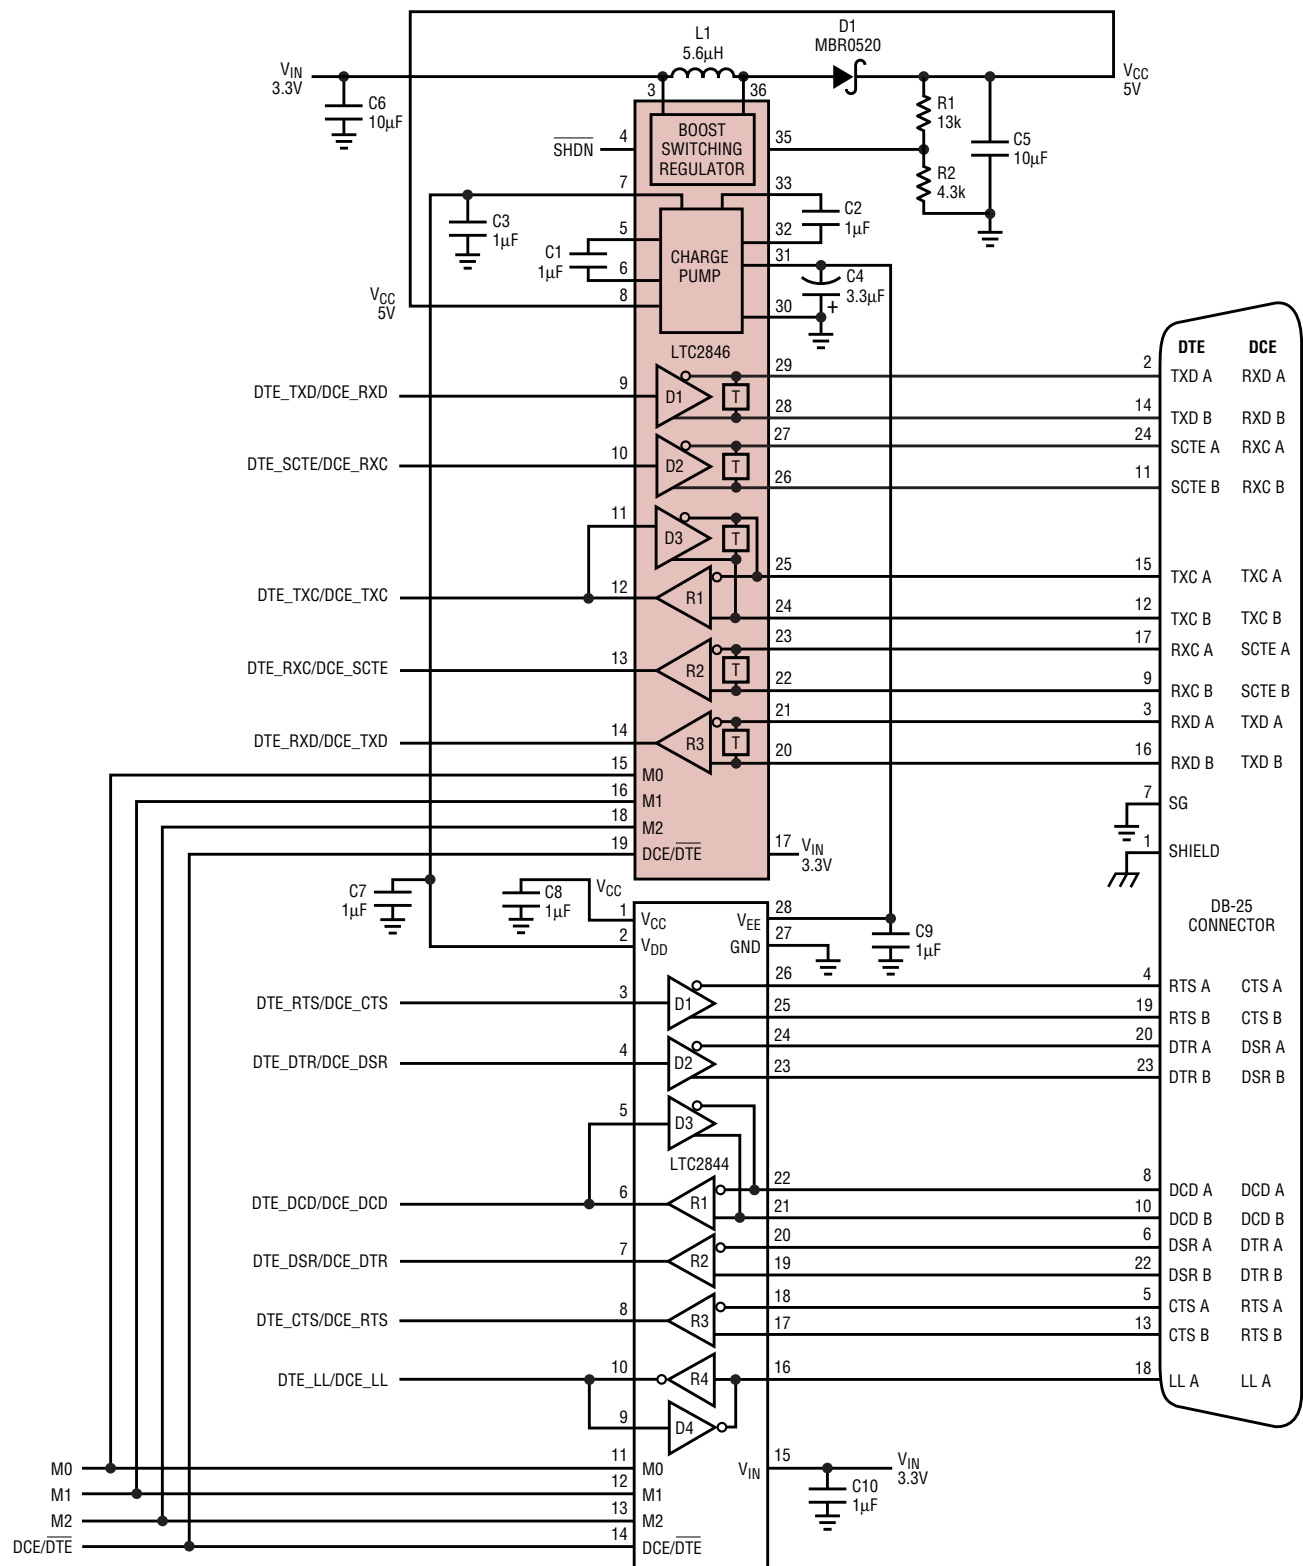 L1
5.6µH
D1
MBR0520
VIN
3.3V
3
36
VCC
5V
C6
10µF
R1
13k
C5
10µF
BOOST
SWITCHING
REGULATOR
SHDN
4
35
R2
4.3k
7
33
C3
1µF
C2
1µF
5
32
C1
1µF
CHARGE
PUMP
31
6
C4
3.3µF
+
8
30
VCC
5V
LTC2846
DTE DCE
DTE_TXD/DCE_RXD
9
D1
T
29
2
TXD A RXD A
28
14
TXD B RXD B
27
24
SCTE A RXC A
DTE_SCTE/DCE_RXC
10
D2
T
26
11
SCTE B RXC B
11
D3
T
25
15
TXC A TXC A
DTE_TXC/DCE_TXC
12
R1
24
12
TXC B TXC B
23
17
RXC A SCTE A
DTE_RXC/DCE_SCTE
13
R2
T
22
9
RXC B SCTE B
21
3
RXD A TXD A
DTE_RXD/DCE_TXD
14
R3
T
20
16
RXD B TXD B
15
M0
16
M1
7
SG
18
M2
19
DCE/DTE
17
VIN
3.3V
1
SHIELD
C7
1µF
C8
1µF
VCC
1
VCC
VEE
28
2
VDD
GND
27
C9
1µF
DB-25
CONNECTOR
DTE_RTS/DCE_CTS
3
D1
26
4
RTS A CTS A
25
19
RTS B CTS B
24
20
DTR A DSR A
DTE_DTR/DCE_DSR
4
D2
23
23
DTR B DSR B
5
D3
LTC2844
22
8
DCD A DCD A
DTE_DCD/DCE_DCD
6
R1
21
10
DCD B DCD B
20
6
DSR A DTR A
DTE_DSR/DCE_DTR
7
R2
19
22
DSR B DTR B
18
5
CTS A RTS A
DTE_CTS/DCE_RTS
8
R3
17
13
CTS B RTS B
DTE_LL/DCE_LL
10
R4
16
18
LL A LL A
9
D4
M0
11
M0
VIN
15
VIN
3.3V
M1
12
M1
C10
1µF
M2
13
M2
DCE/DTE
14
DCE/DTE